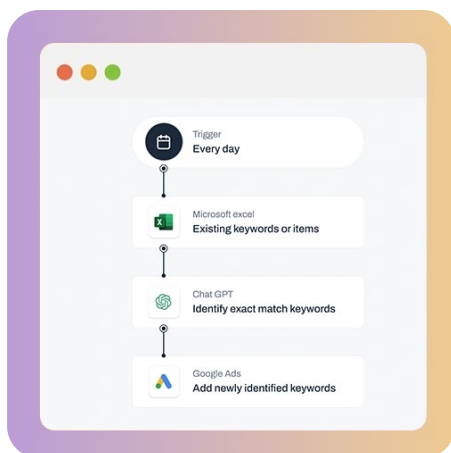 Trigger
Every day
Microsoft excel
Existing keywords or items
Chat GPT
Identify exact match keywords
Google Ads
Add newly identified keywords